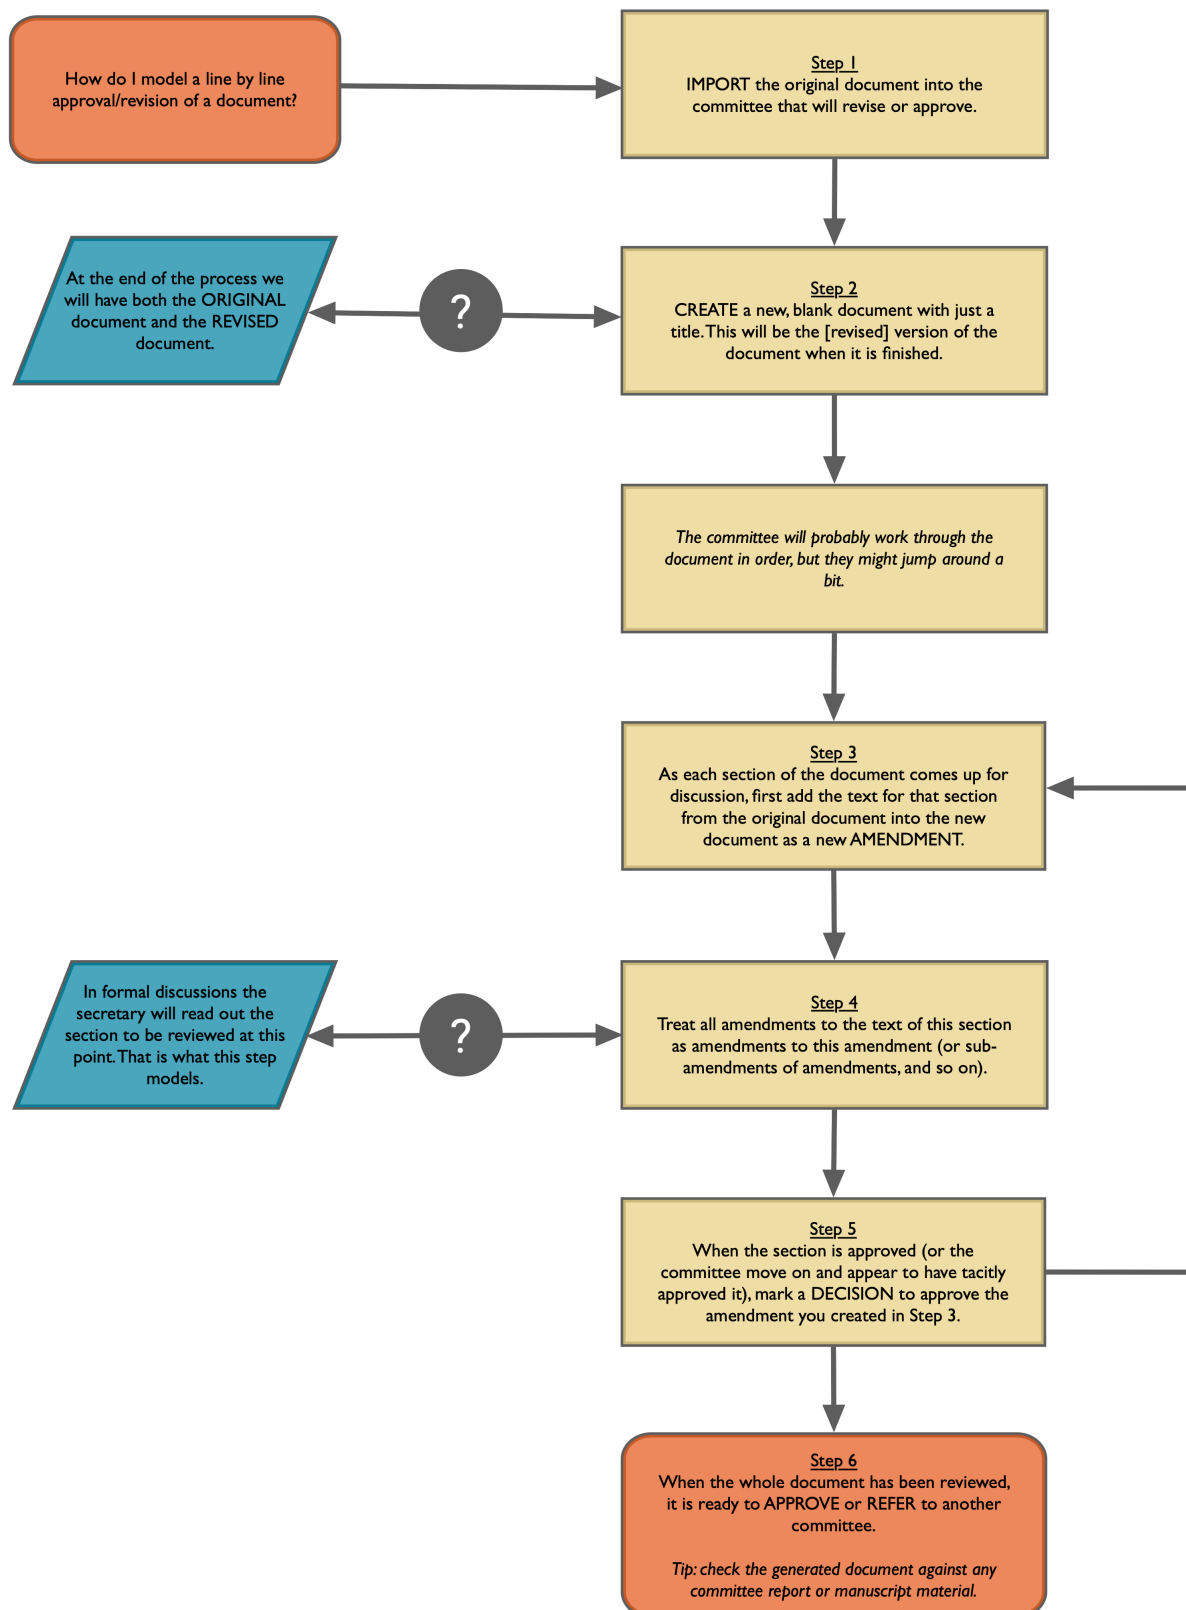 How do I model a line by line
approval/revision of a document?
Step 1
IMPORT the original document into the
committee that will revise or approve.
At the end of the process we
will have both the ORIGINAL
document and the REVISED
document.
?
Step 2
CREATE a new, blank document with just a
title. This will be the [revised] version of the
document when it is finished.
The committee will probably work through the
document in order, but they might jump around a
bit.
Step 3
As each section of the document comes up for
discussion, first add the text for that section
from the original document into the new
document as a new AMENDMENT.
In formal discussions the
secretary will read out the
section to be reviewed at this
point. That is what this step
models.
?
Step 4
Treat all amendments to the text of this section
as amendments to this amendment (or sub-
amendments of amendments, and so on).
Step 5
When the section is approved (or the
committee move on and appear to have tacitly
approved it), mark a DECISION to approve the
amendment you created in Step 3.
Step 6
When the whole document has been reviewed,
it is ready to APPROVE or REFER to another
committee.
Tip: check the generated document against any
committee report or manuscript material.